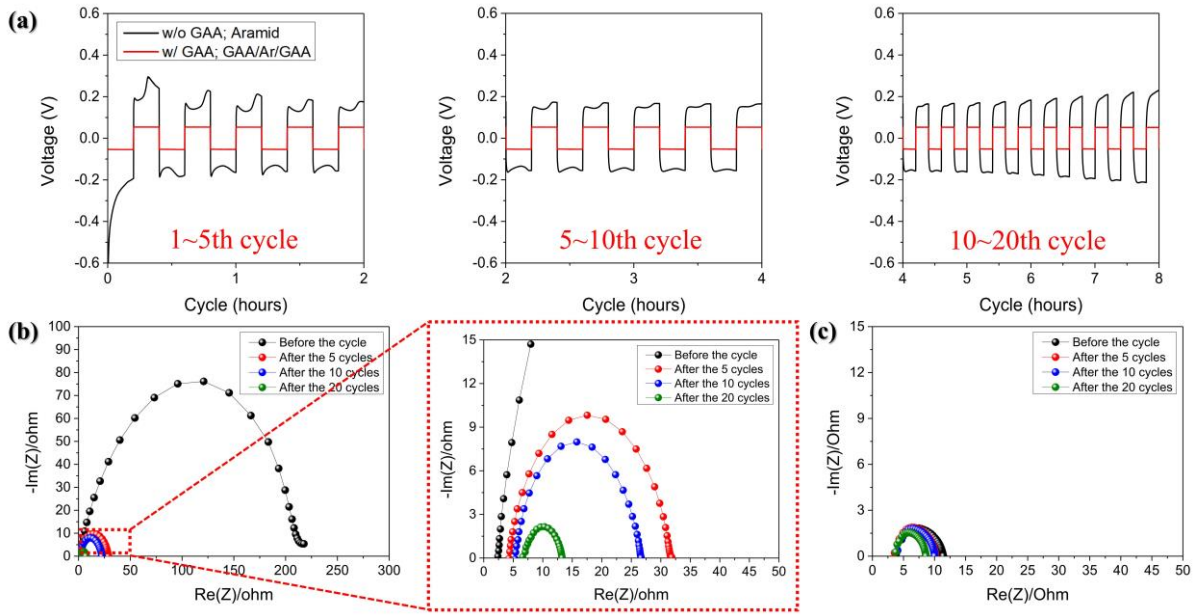 (a)
w/o GAA; Aramid
w/ GAA; GAA/Ar/GAA
0.6
0.4
0.2
0.0
-0.2
-0.4
-0.6
Voltage (V)
1~5th cycle
0 1 2
Cycle (hours)
0.6
0.4
0.2
0.0
-0.2
-0.4
-0.6
Voltage (V)
5~10th cycle
2 3 4
Cycle (hours)
0.6
0.4
0.2
0.0
-0.2
-0.4
-0.6
Voltage (V)
10~20th cycle
4 5 6 7 8
Cycle (hours)
(b)
Before the cycle
After the 5 cycles
After the 10 cycles
After the 20 cycles
100
90
80
70
60
50
40
30
20
10
0
-Im(Z)/ohm
0 50 100 150 200 250 300
Re(Z)/ohm
Before the cycle
After the 5 cycles
After the 10 cycles
After the 20 cycles
15
12
9
6
3
0
-Im(Z)/ohm
0 5 10 15 20 25 30 35 40 45 50
Re(Z)/ohm
(c)
Before the cycle
After the 5 cycles
After the 10 cycles
After the 20 cycles
15
12
9
6
3
0
-Im(Z)/Ohm
0 5 10 15 20 25 30 35 40 45 50
Re(Z)/Ohm